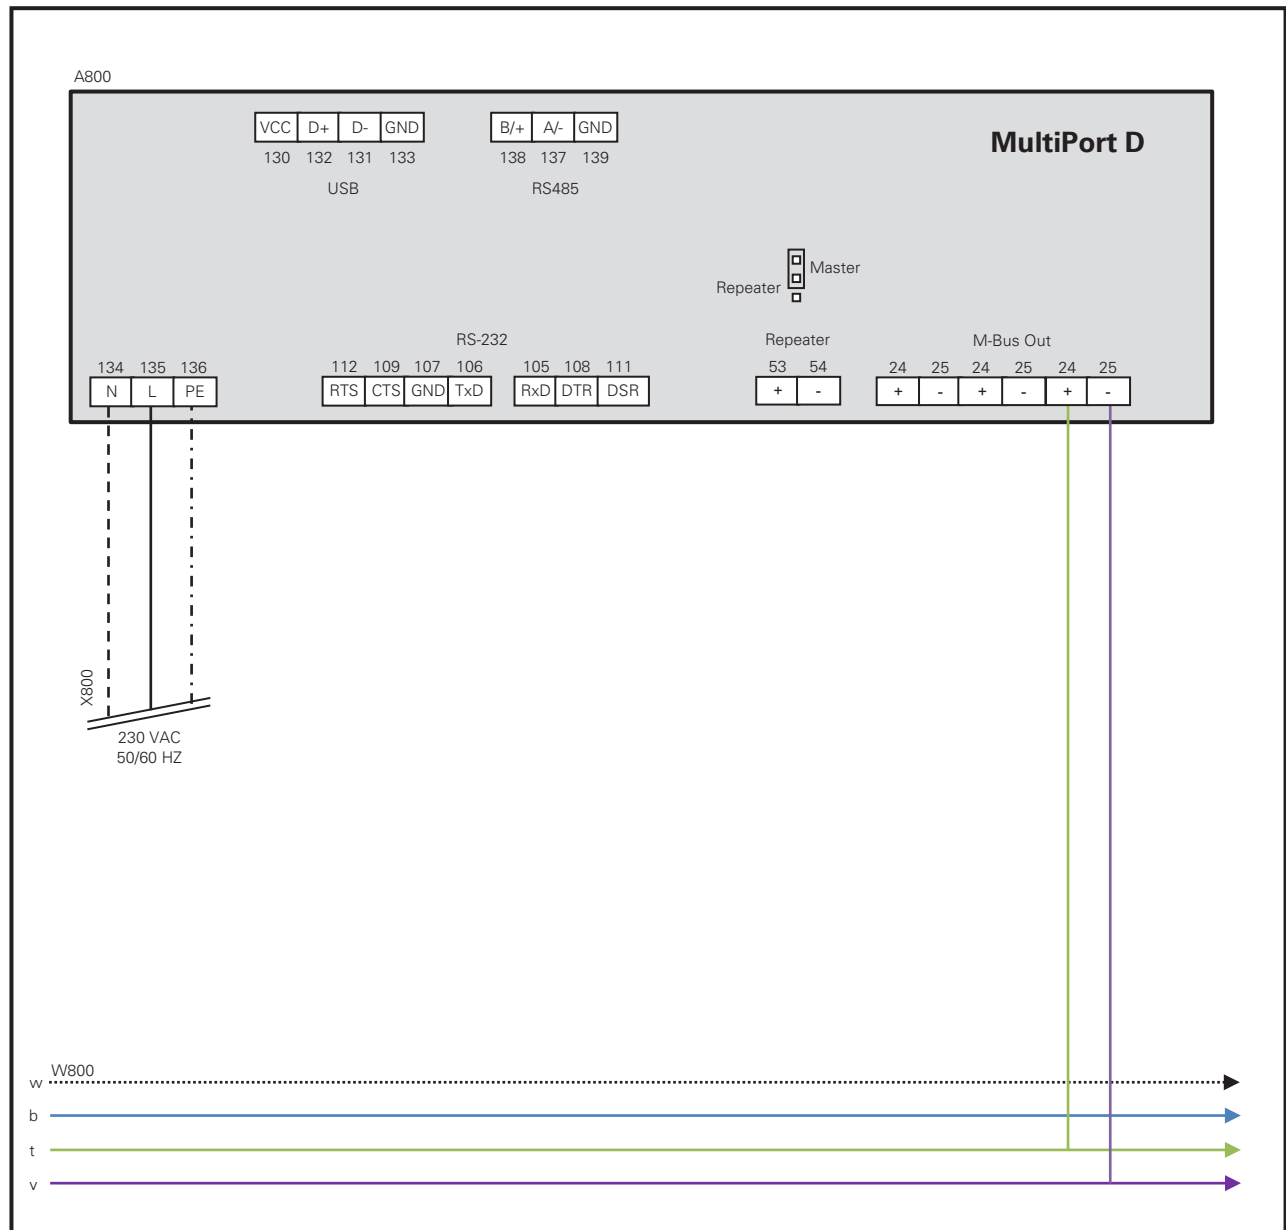 A800
VCC D+ D- GND
B/+ A/- GND
MultiPort D
130 132 131 133
138 137 139
USB
RS485
Master
Repeater
RS-232
Repeater
M-Bus Out
134 135 136
112 109 107 106
105 108 111
53 54
24 25 24 25 24 25
N L PE
RTS CTS GND TxD
RxD DTR DSR
+ -
+ - + - + -
X800
230 VAC
50/60 HZ
W800
w
b
t
v